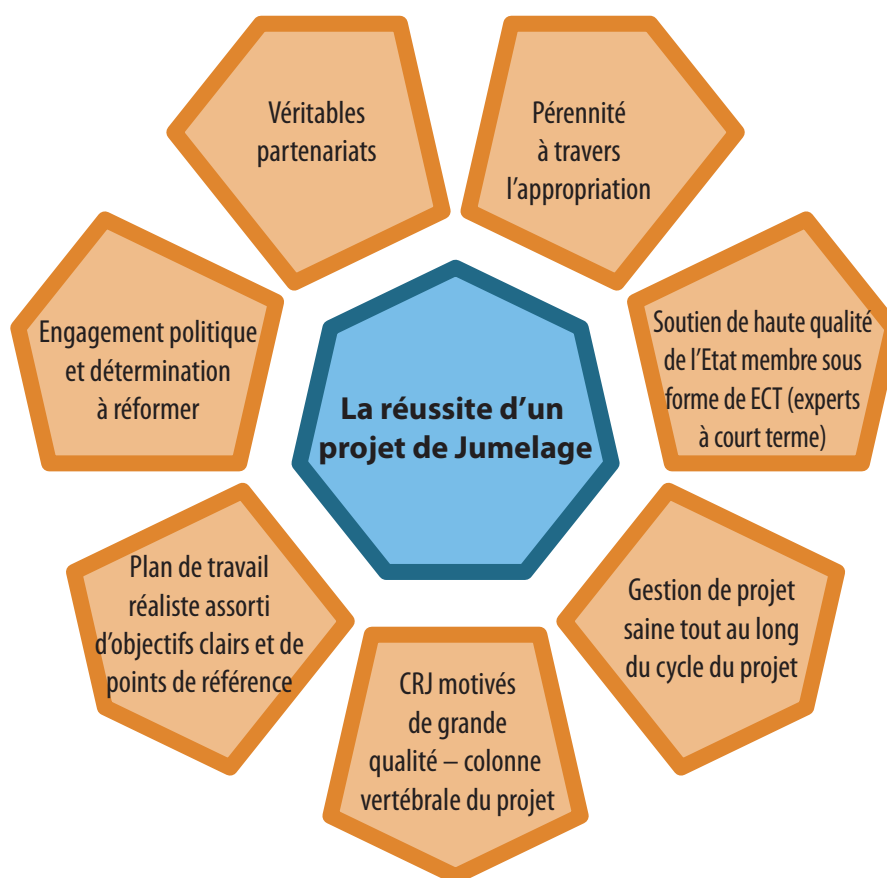 Véritables
partenariats
Pérennité
à travers
l'appropriation
Engagement politique
et détermination
à réformer
La réussite d'un
projet de Jumelage
Soutien de haute qualité
de l'Etat membre sous
forme de ECT (experts
à court terme)
Plan de travail
réaliste assorti
d'objectifs clairs et de
points de référence
CRJ motivés
de grande
qualité – colonne
vertébrale du projet
Gestion de projet
saine tout au long
du cycle du projet